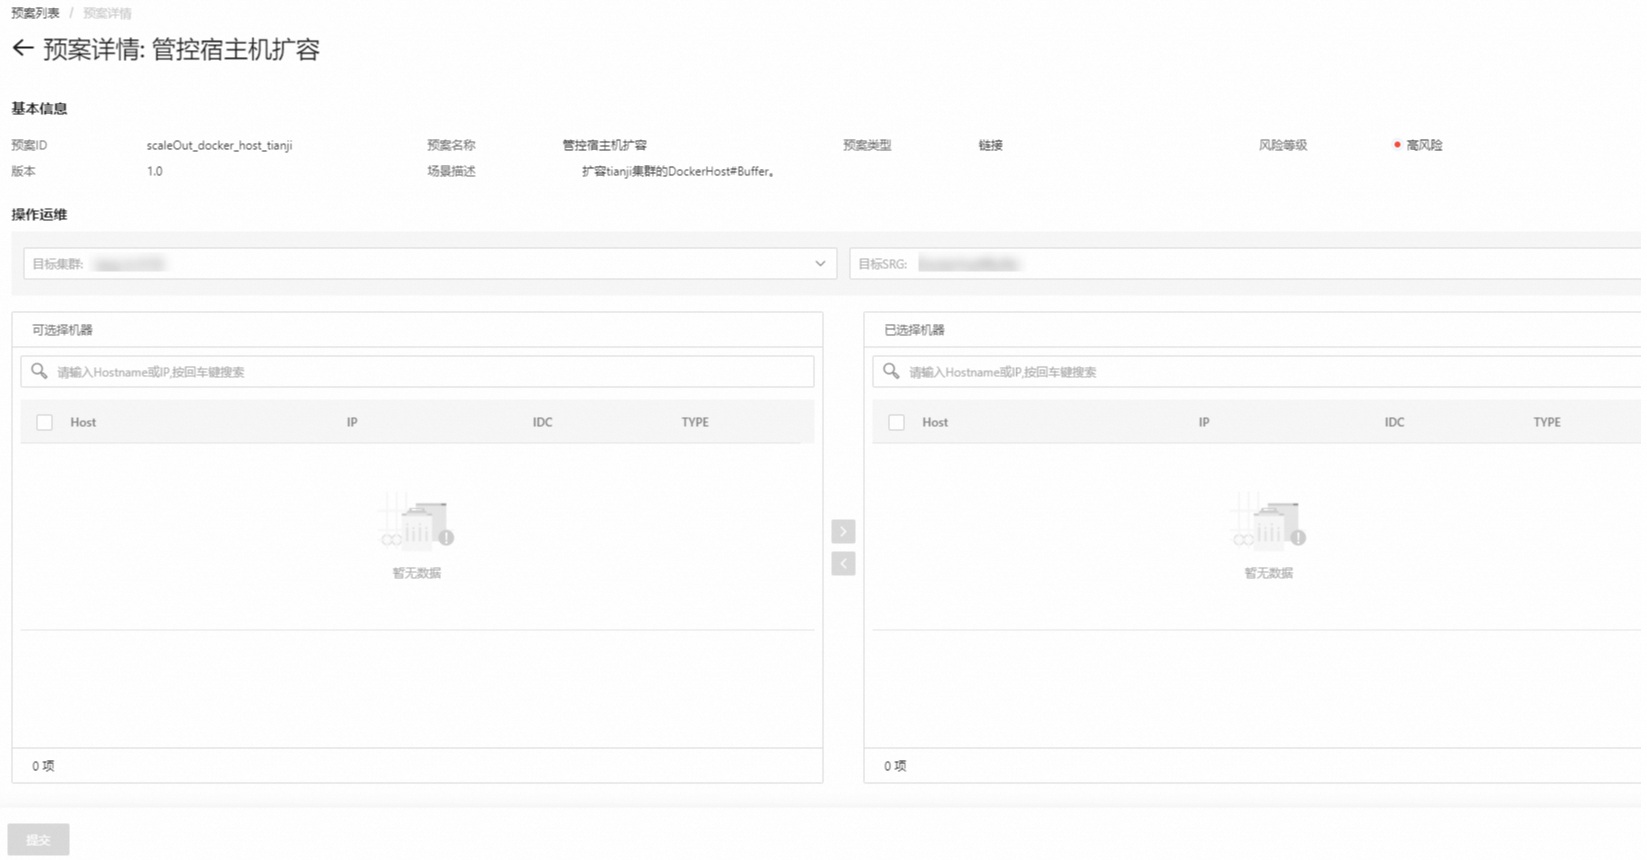 预案列表 / 预案详情
← 预案详情: 管控宿主机扩容
基本信息
预案ID scaleOut_docker_host_tianji 预案名称 管控宿主机扩容 预案类型 链接 风险等级 高风险
版本 1.0 场景描述 扩容tianji集群的DockerHost#Buffer。
操作运维
目标集群: 目标SRG:
可选择机器 已选择机器
请输入Hostname或IP,按回车键搜索 请输入Hostname或IP,按回车键搜索
Host IP IDC TYPE Host IP IDC TYPE
暂无数据 暂无数据
0 项 0 项
提交